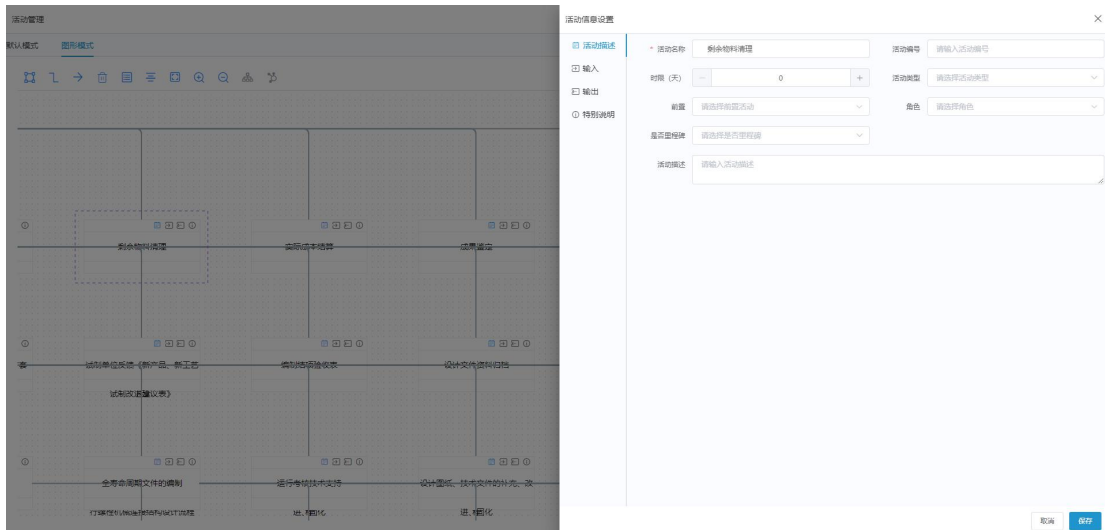 活动管理
默认模式 图形模式
剩余物料清理 实际成本结算 成果鉴定
试制单位反馈《新产品、新工艺 编制结项验收表 设计文件资料归档
试制改进建议表》
全寿命周期文件的编制 运行考核技术支持 设计图纸、技术文件的补充、改
进、固化 进、固化
活动信息设置
活动描述
输入
输出
特别说明
* 活动名称 剩余物料清理 活动编号 请输入活动编号
时限（天） − 0 + 活动类型 请选择活动类型
前置 请选择前置活动 角色 请选择角色
是否里程碑 请选择是否里程碑
活动描述 请输入活动描述
取消 保存